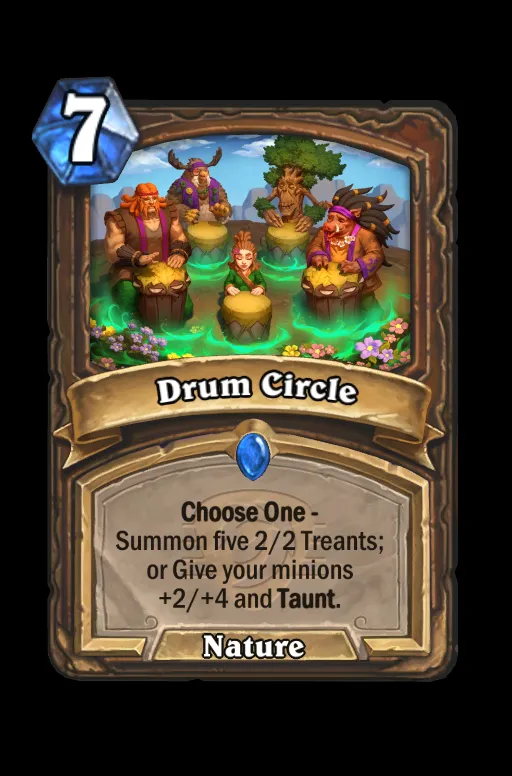 7
Drum Circle
Choose One -
Summon five 2/2 Treants;
or Give your minions
+2/+4 and Taunt.
Nature